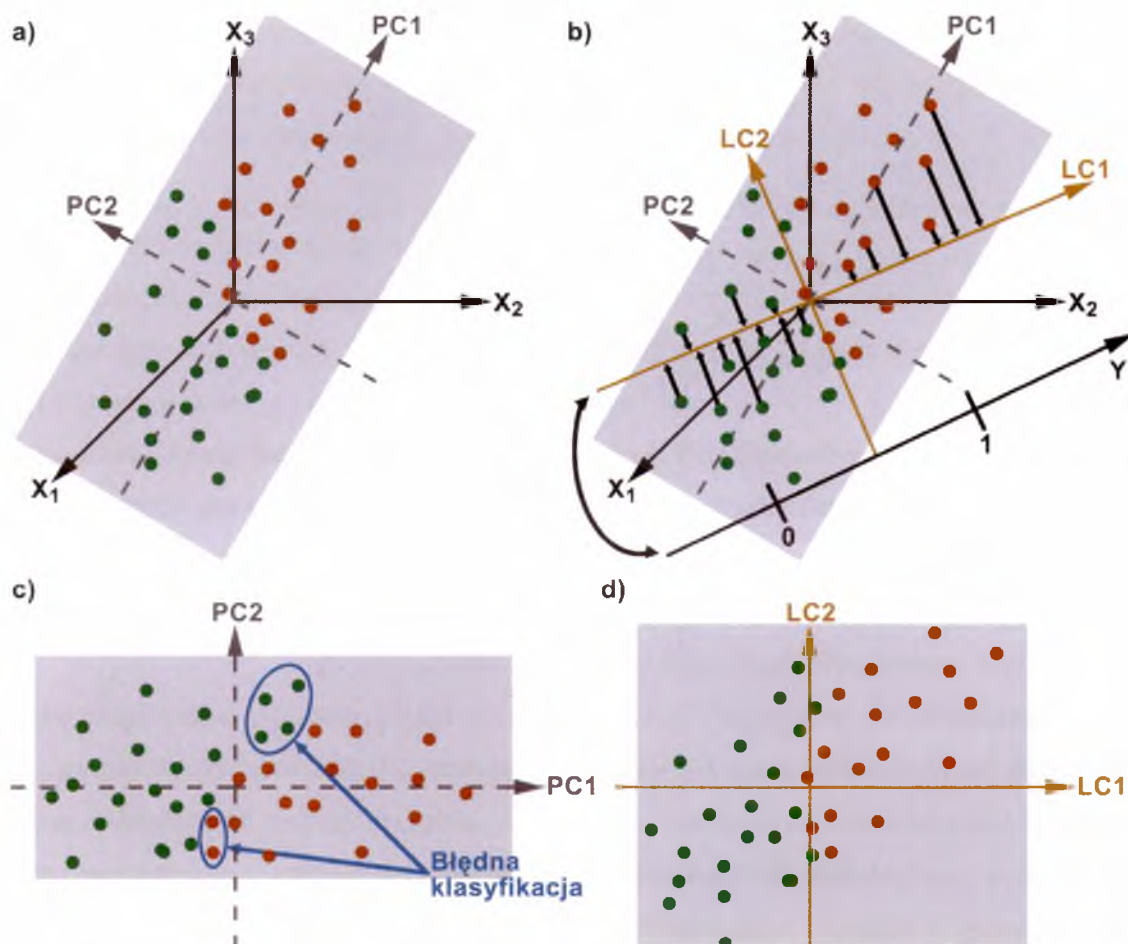 a)
X3
PC1
PC2
X2
X1
b)
X3
PC1
LC2
LC1
PC2
X2
Y
X1
1
0
c)
PC2
PC1
Błędna
klasyfikacja
d)
LC2
LC1